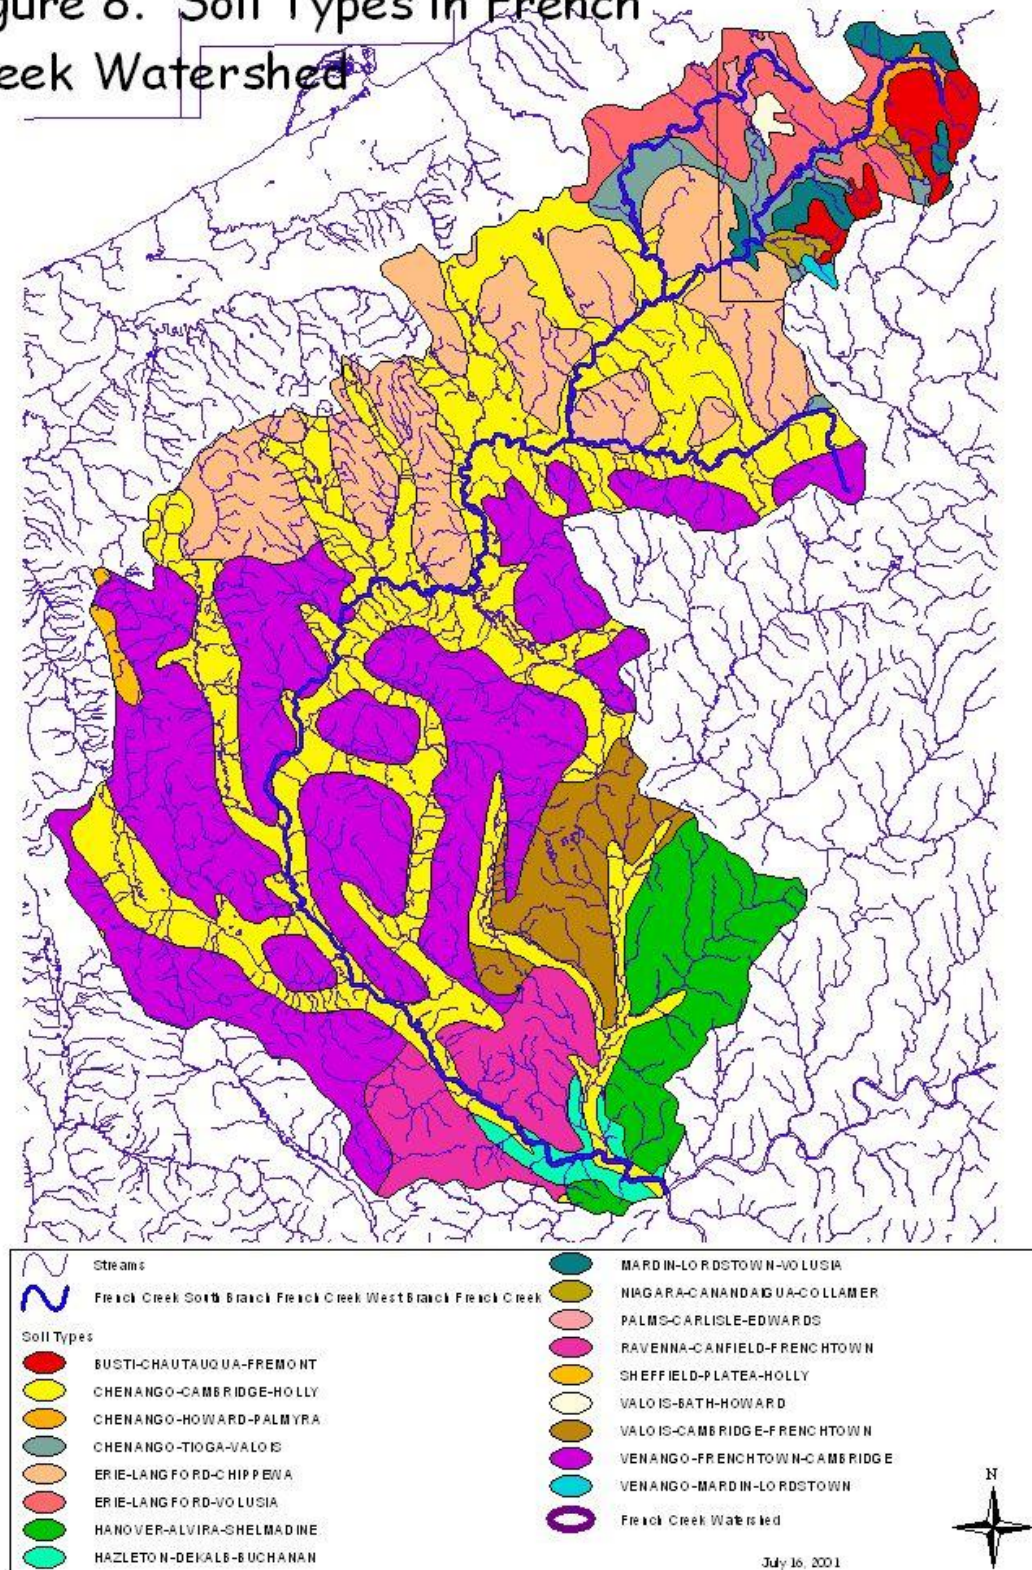 gure 8. Soil Types in French
eek Watershed
Streams
French Creek South Branch French Creek West Branch French Creek
Soil Types
BUSTI-CHAUTAUQUA-FREMONT
CHENANGO-CAMBRIDGE-HOLLY
CHENANGO-HOWARD-PALMYRA
CHENANGO-TIOGA-VALOIS
ERIE-LANGFORD-CHIPPEWA
ERIE-LANGFORD-VOLUSIA
HANOVER-ALVIRA-SHELMADINE
HAZLETON-DEKALB-BUCHANAN
MARDIN-LORDSTOWN-VOLUSIA
NIAGARA-CANANDAIGUA-COLLAMER
PALMS-CARLISLE-EDWARDS
RAVENNA-CANFIELD-FRENCHTOWN
SHEFFIELD-PLATEA-HOLLY
VALOIS-BATH-HOWARD
VALOIS-CAMBRIDGE-FRENCHTOWN
VENANGO-FRENCHTOWN-CAMBRIDGE
VENANGO-MARDIN-LORDSTOWN
French Creek Watershed
N
July 16, 2001